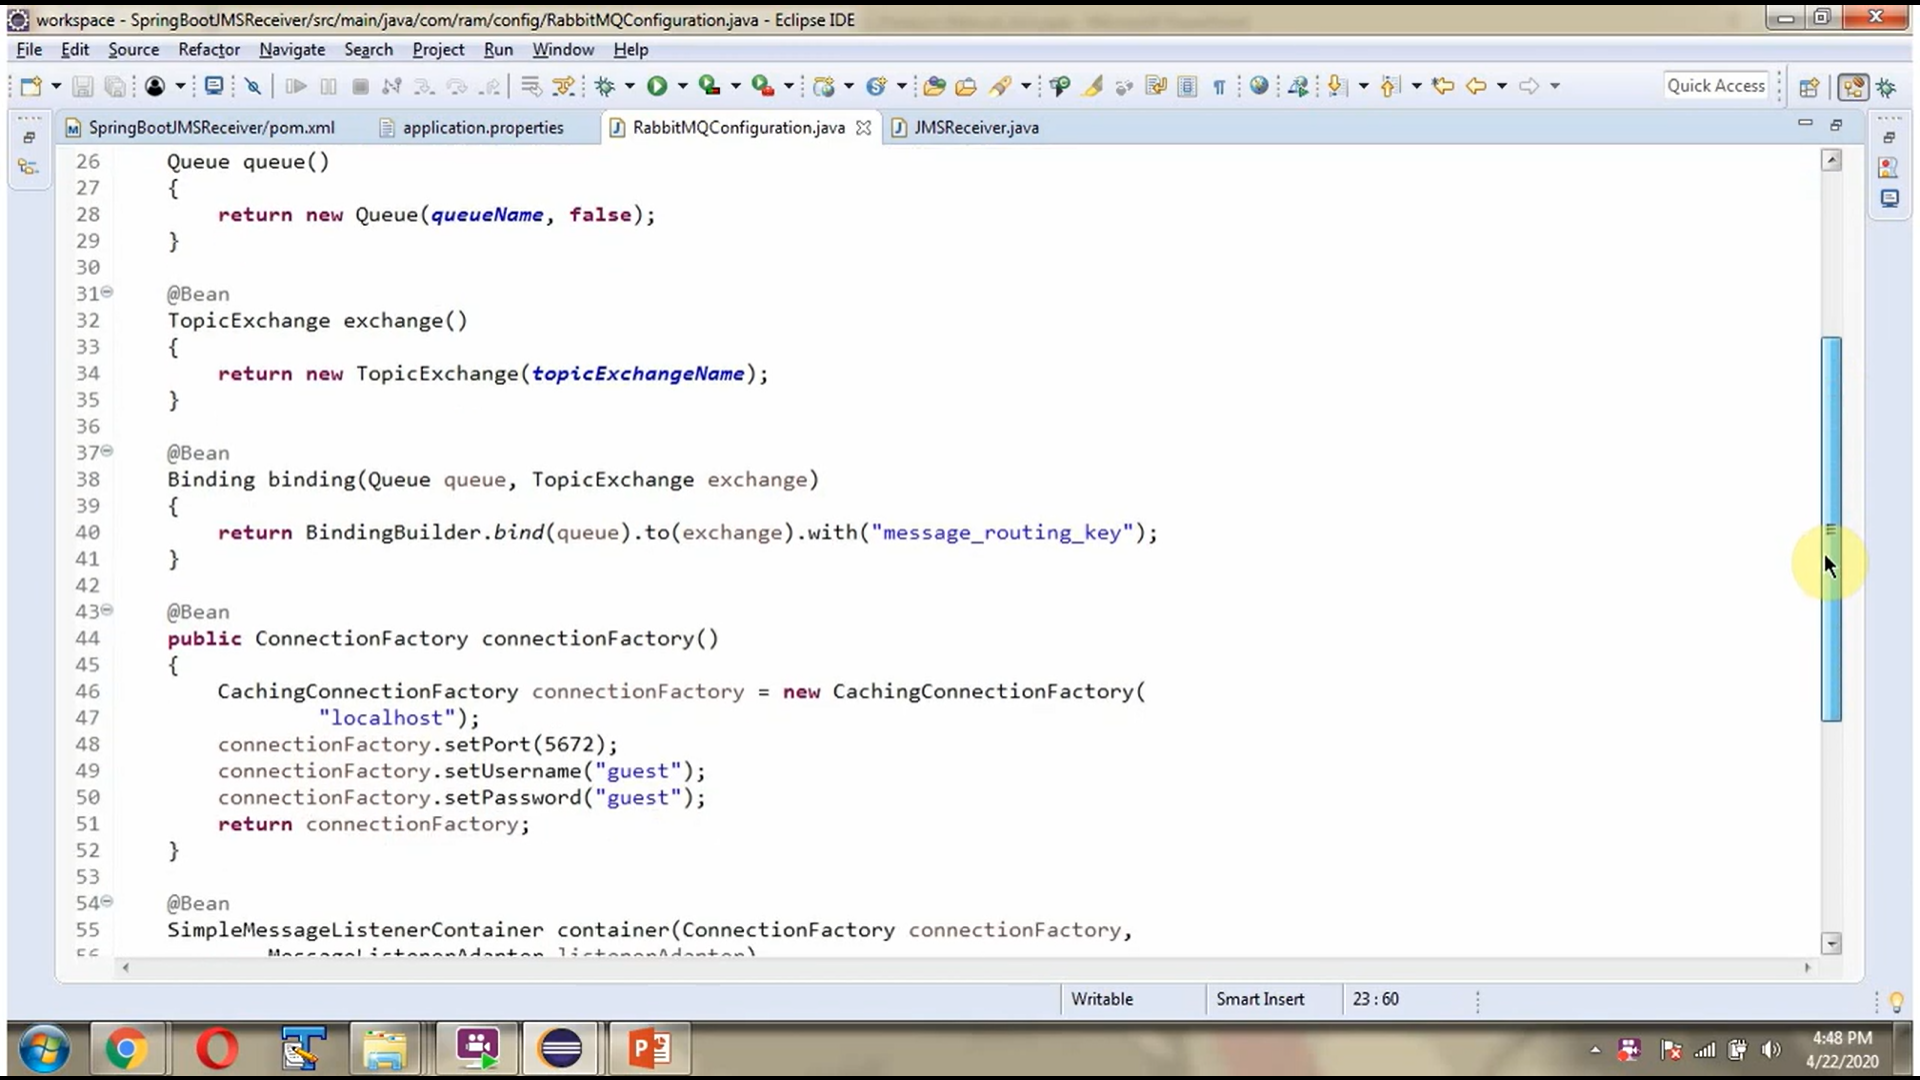 workspace - SpringBootJMSReceiver/src/main/java/com/ram/config/RabbitMQConfiguration.java - Eclipse IDE
File Edit Source Refactor Navigate Search Project Run Window Help
Quick Access
SpringBootJMSReceiver/pom.xml application.properties RabbitMQConfiguration.java JMSReceiver.java
26 Queue queue()
27 {
28 return new Queue(queueName, false);
29 }
30
31 @Bean
32 TopicExchange exchange()
33 {
34 return new TopicExchange(topicExchangeName);
35 }
36
37 @Bean
38 Binding binding(Queue queue, TopicExchange exchange)
39 {
40 return BindingBuilder.bind(queue).to(exchange).with("message_routing_key");
41 }
42
43 @Bean
44 public ConnectionFactory connectionFactory()
45 {
46 CachingConnectionFactory connectionFactory = new CachingConnectionFactory(
47 "localhost");
48 connectionFactory.setPort(5672);
49 connectionFactory.setUsername("guest");
50 connectionFactory.setPassword("guest");
51 return connectionFactory;
52 }
53
54 @Bean
55 SimpleMessageListenerContainer container(ConnectionFactory connectionFactory,
56 MessageListenerAdapter listenerAdapter)
Writable Smart Insert 23 : 60
4:48 PM
4/22/2020